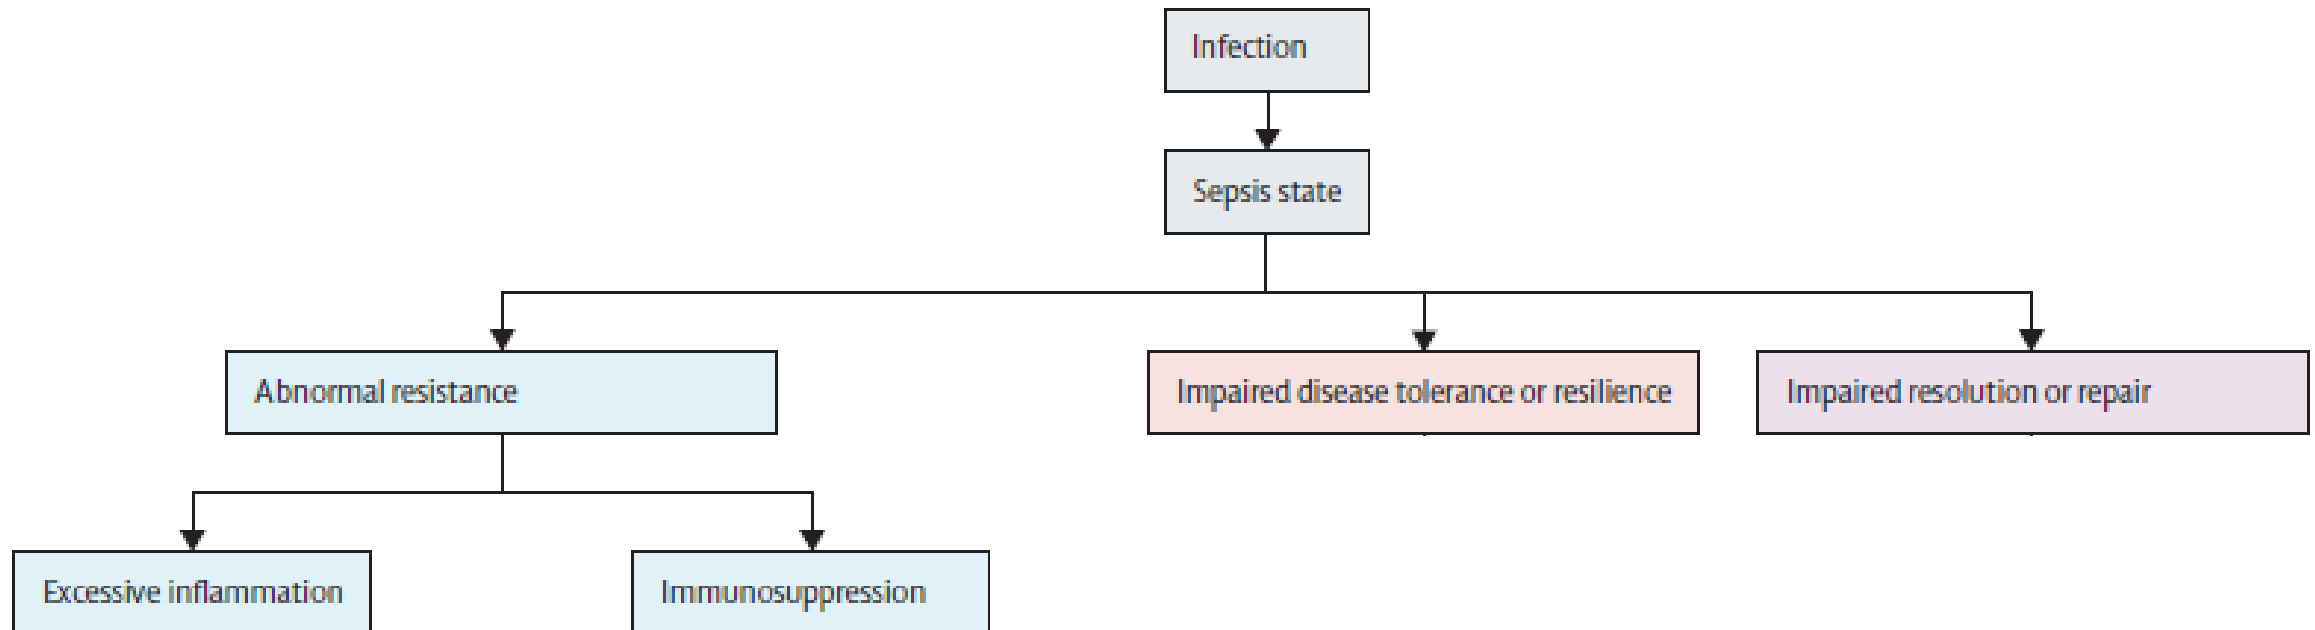 Infection
Sepsis state
Abnormal resistance
Impaired disease tolerance or resilience
Impaired resolution or repair
Excessive inflammation
Immunosuppression